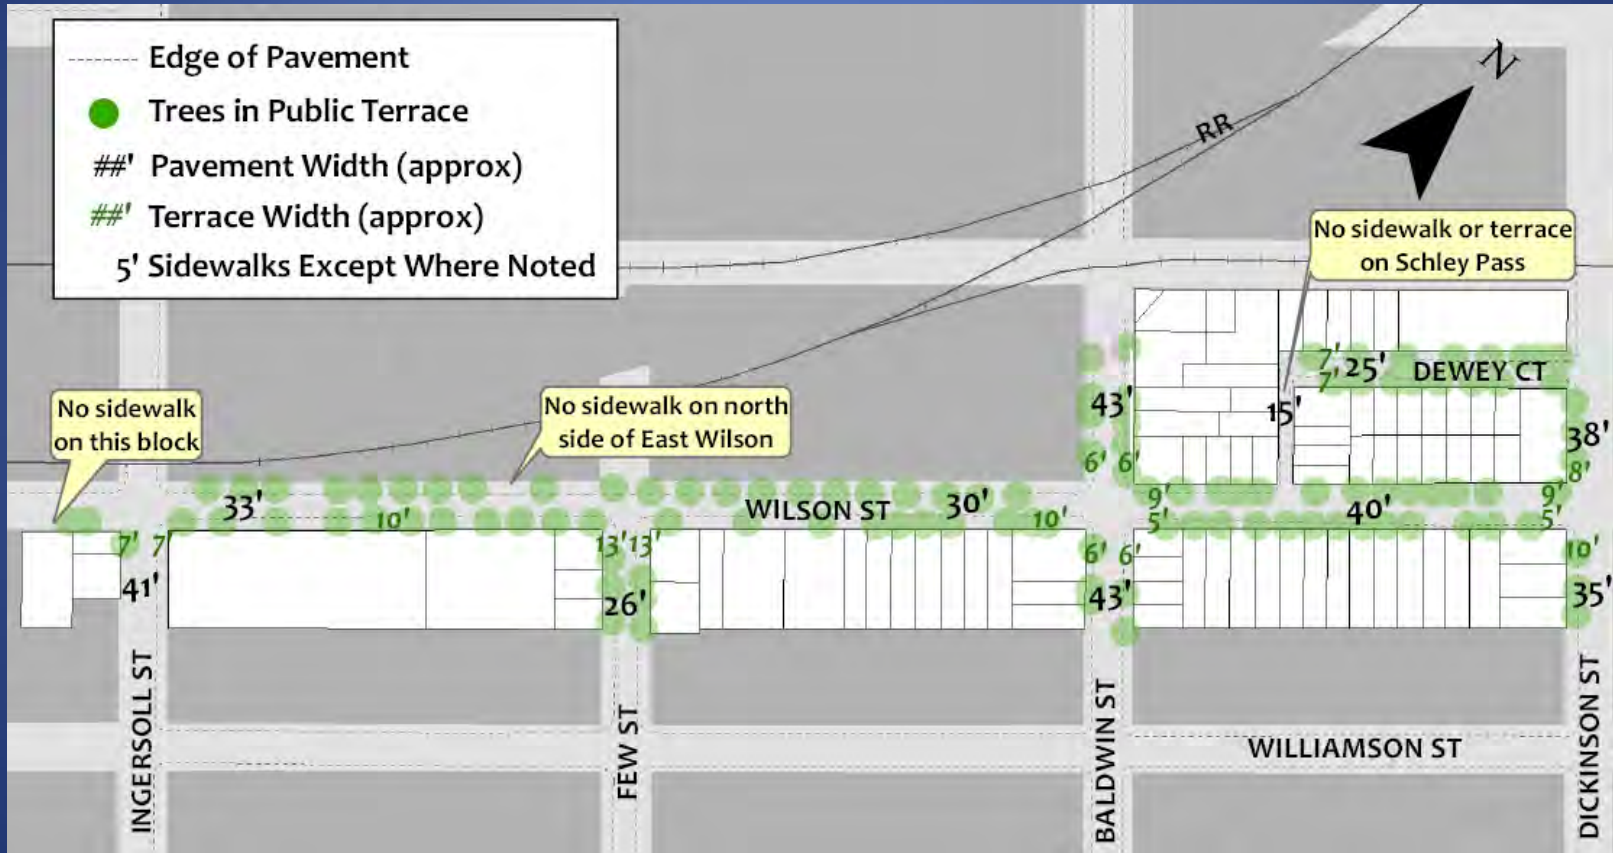 Edge of Pavement
Trees in Public Terrace
##' Pavement Width (approx)
##' Terrace Width (approx)
5' Sidewalks Except Where Noted
N
RR
No sidewalk or terrace
on Schley Pass
7'
7'
25'
DEWEY CT
No sidewalk
on this block
No sidewalk on north
side of East Wilson
43'
15'
38'
6' 6'
8'
33'
10'
WILSON ST
30'
10'
9'
5'
40'
9'
5'
7' 7'
13' 13'
6' 6'
10'
41'
26'
43'
35'
INGERSOLL ST
FEW ST
BALDWIN ST
WILLIAMSON ST
DICKINSON ST